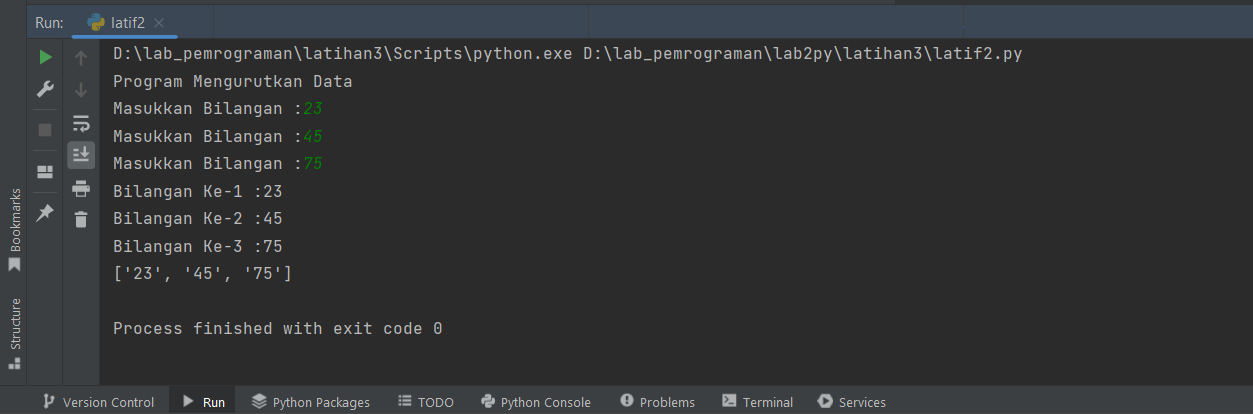 Run: latif2
D:\lab_pemrograman\latihan3\Scripts\python.exe D:\lab_pemrograman\lab2py\latihan3\latif2.py
Program Mengurutkan Data
Masukkan Bilangan :23
Masukkan Bilangan :45
Masukkan Bilangan :75
Bilangan Ke-1 :23
Bilangan Ke-2 :45
Bilangan Ke-3 :75
['23', '45', '75']
Process finished with exit code 0
Bookmarks
Structure
Version Control Run Python Packages TODO Python Console Problems Terminal Services